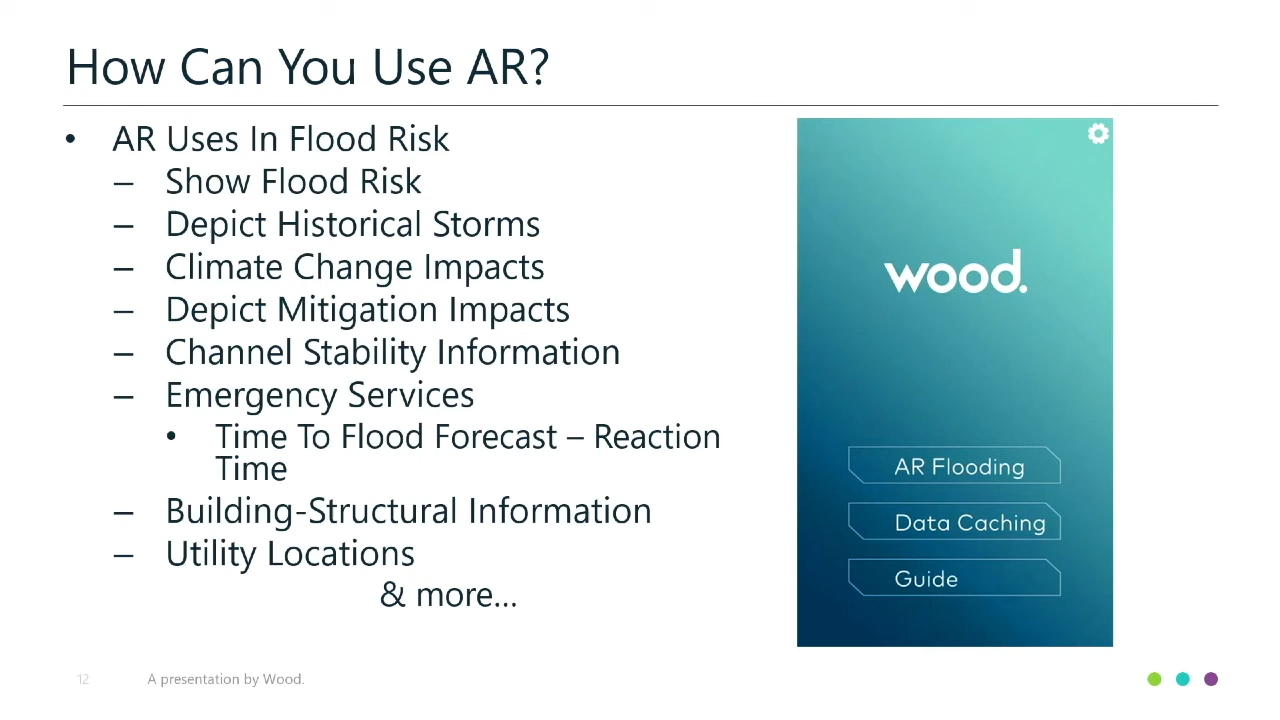 How Can You Use AR?
• AR Uses In Flood Risk
– Show Flood Risk
– Depict Historical Storms
– Climate Change Impacts
– Depict Mitigation Impacts
– Channel Stability Information
– Emergency Services
• Time To Flood Forecast – Reaction
Time
– Building-Structural Information
– Utility Locations
& more...
wood.
AR Flooding
Data Caching
Guide
12
A presentation by Wood.